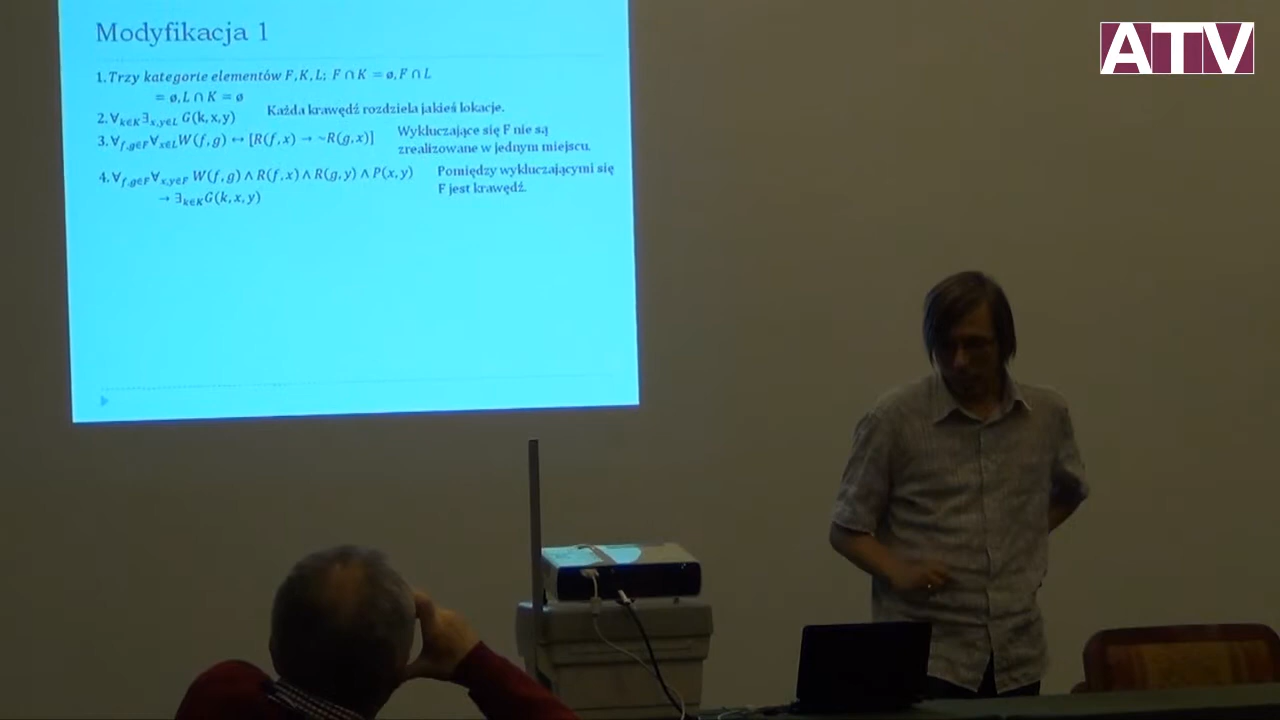 ATV
Modyfikacja 1
1. Trzy kategorie elementów F, K, L; F ∩ K = ø, F ∩ L
= ø, L ∩ K = ø
2. ∀k∈K∃x,y∈L G(k,x,y)
Każda krawędź rozdziela jakieś lokacje.
3. ∀f,g∈F∀x∈L W(f,g) ↔ [R(f,x) → ~R(g,x)]
Wykluczające się F nie są
zrealizowane w jednym miejscu.
4. ∀f,g∈F∀x,y∈F W(f,g) ∧ R(f,x) ∧ R(g,y) ∧ P(x,y)
→ ∃k∈K G(k,x,y)
Pomiędzy wykluczającymi się
F jest krawędź.